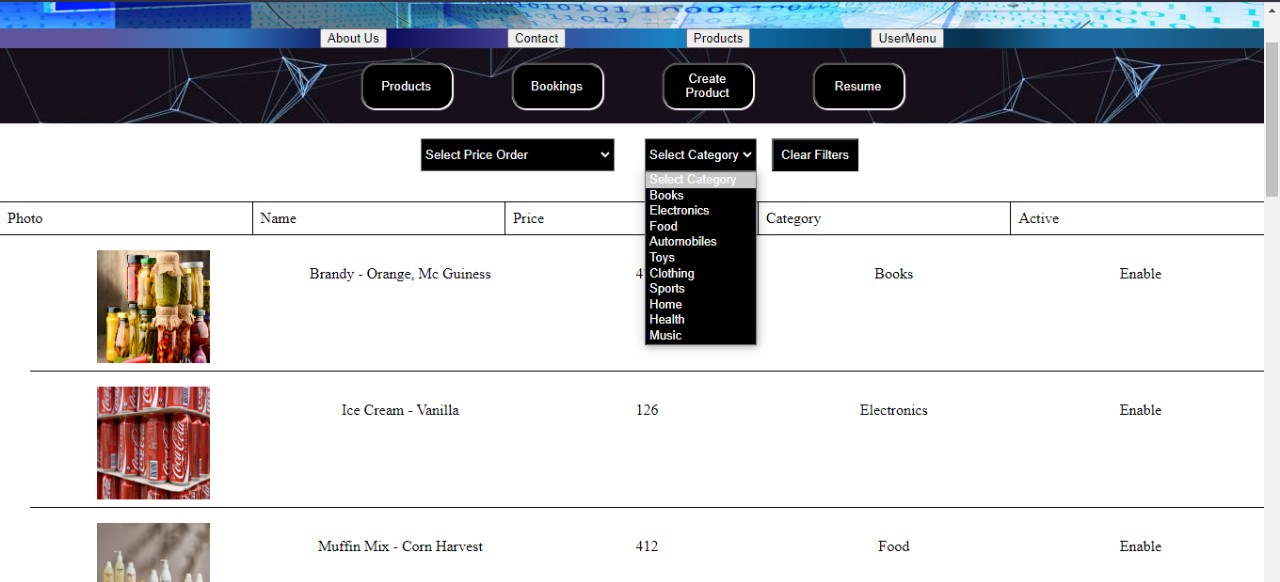 About Us
Contact
Products
UserMenu
Products
Bookings
Create
Product
Resume
Select Price Order
Select Category
Clear Filters
Select Category
Books
Electronics
Food
Automobiles
Toys
Clothing
Sports
Home
Health
Music
Photo
Name
Price
Category
Active
Brandy - Orange, Mc Guiness
Books
Enable
Coca-Cola
Ice Cream - Vanilla
126
Electronics
Enable
Muffin Mix - Corn Harvest
412
Food
Enable